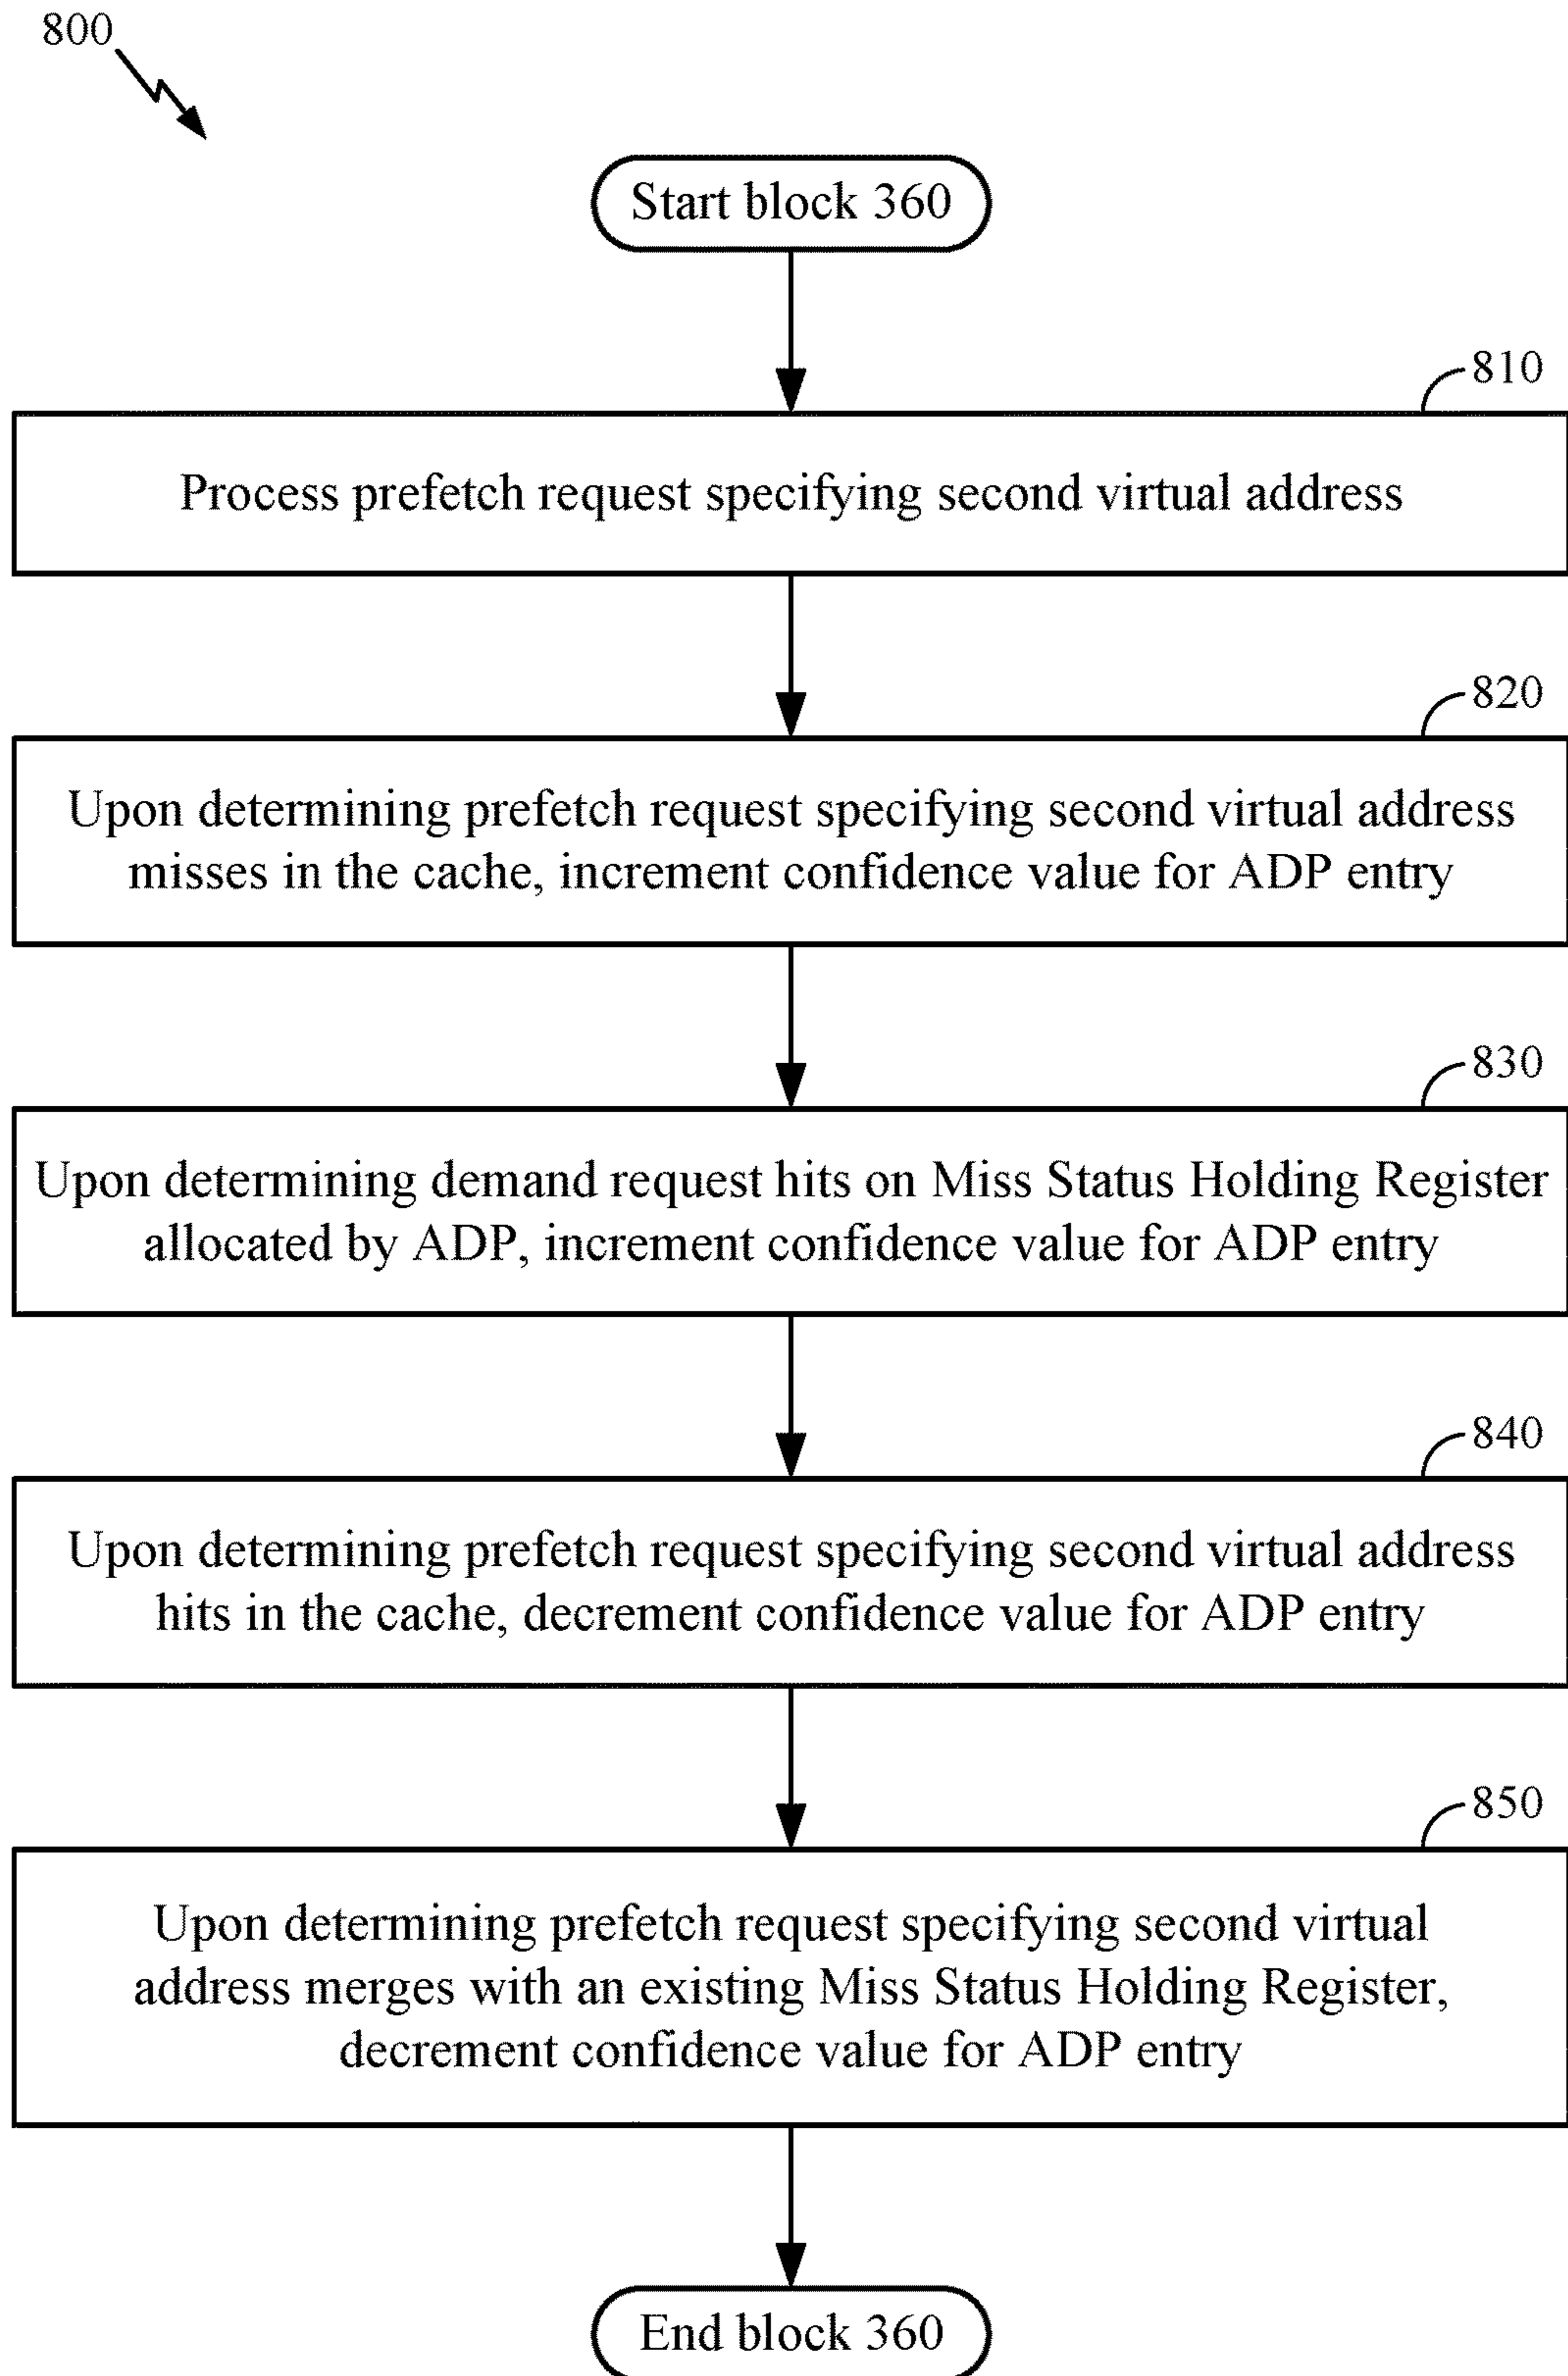 800
Start block 360
810
Process prefetch request specifying second virtual address
820
Upon determining prefetch request specifying second virtual address
misses in the cache, increment confidence value for ADP entry
830
Upon determining demand request hits on Miss Status Holding Register
allocated by ADP, increment confidence value for ADP entry
840
Upon determining prefetch request specifying second virtual address
hits in the cache, decrement confidence value for ADP entry
850
Upon determining prefetch request specifying second virtual
address merges with an existing Miss Status Holding Register,
decrement confidence value for ADP entry
End block 360